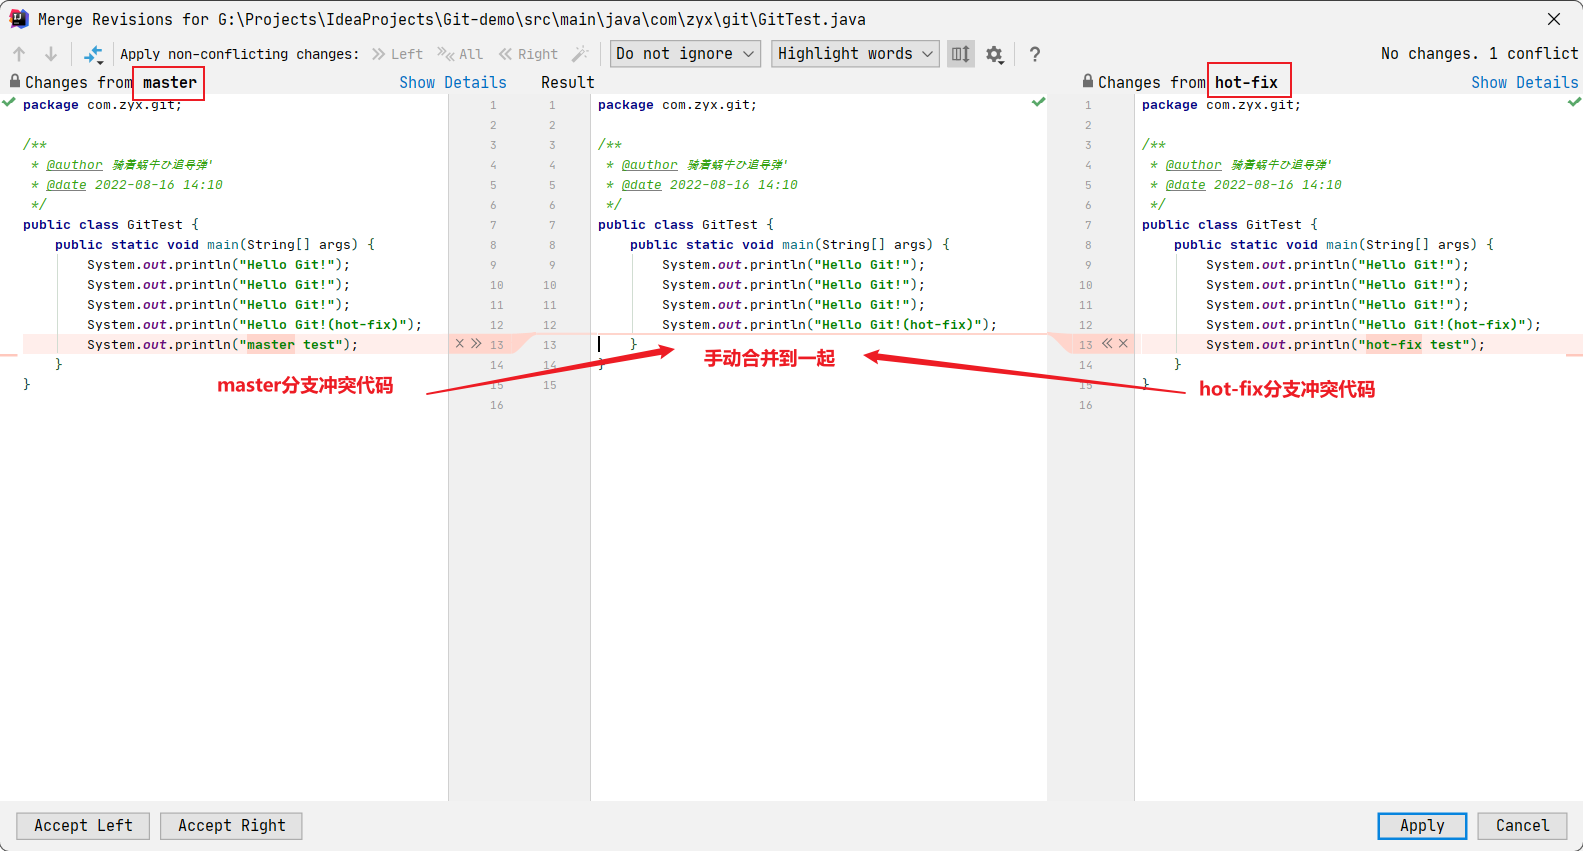 Merge Revisions for G:\Projects\IdeaProjects\Git-demo\src\main\java\com\zyx\git\GitTest.java
Apply non-conflicting changes: Left All Right Do not ignore Highlight words ? No changes. 1 conflict
Changes from master Show Details Result Changes from hot-fix Show Details
package com.zyx.git; 1 1 package com.zyx.git; 1 package com.zyx.git;
2 2 2
/** 3 3 /** 3 /**
* @author 骑着蜗牛ひ追导弹' 4 4 * @author 骑着蜗牛ひ追导弹' 4 * @author 骑着蜗牛ひ追导弹'
* @date 2022-08-16 14:10 5 5 * @date 2022-08-16 14:10 5 * @date 2022-08-16 14:10
*/ 6 6 */ 6 */
public class GitTest { 7 7 public class GitTest { 7 public class GitTest {
public static void main(String[] args) { 8 8 public static void main(String[] args) { 8 public static void main(String[] args) {
System.out.println("Hello Git!"); 9 9 System.out.println("Hello Git!"); 9 System.out.println("Hello Git!");
System.out.println("Hello Git!"); 10 10 System.out.println("Hello Git!"); 10 System.out.println("Hello Git!");
System.out.println("Hello Git!"); 11 11 System.out.println("Hello Git!"); 11 System.out.println("Hello Git!");
System.out.println("Hello Git!(hot-fix)"); 12 12 System.out.println("Hello Git!(hot-fix)"); 12 System.out.println("Hello Git!(hot-fix)");
System.out.println("master test"); 13 13 } 13 System.out.println("hot-fix test");
手动合并到一起
} 14 14 } 14 }
} 15 15 15 }
master分支冲突代码 hot-fix分支冲突代码
16 16
Accept Left Accept Right Apply Cancel